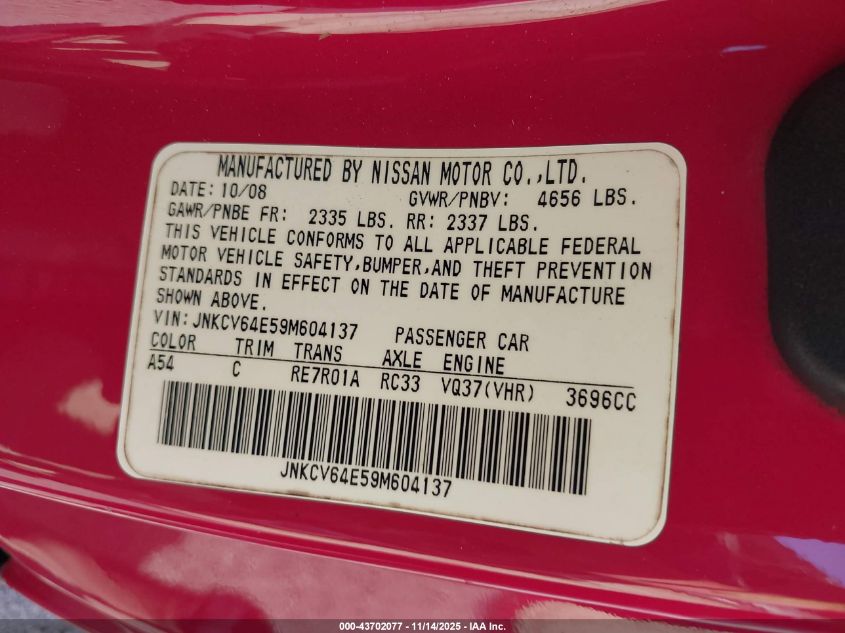 MANUFACTURED BY NISSAN MOTOR CO.,LTD.
DATE: 10/08 GVWR/PNBV: 4656 LBS.
GAWR/PNBE FR: 2335 LBS. RR: 2337 LBS.
THIS VEHICLE CONFORMS TO ALL APPLICABLE FEDERAL
MOTOR VEHICLE SAFETY,BUMPER,AND THEFT PREVENTION
STANDARDS IN EFFECT ON THE DATE OF MANUFACTURE
SHOWN ABOVE.
VIN:JNKCV64E59M604137 PASSENGER CAR
COLOR TRIM TRANS AXLE ENGINE
A54 C RE7R01A RC33 VQ37(VHR) 3696CC
JNKCV64E59M604137
000-43702077 - 11/14/2025 - IAA Inc.